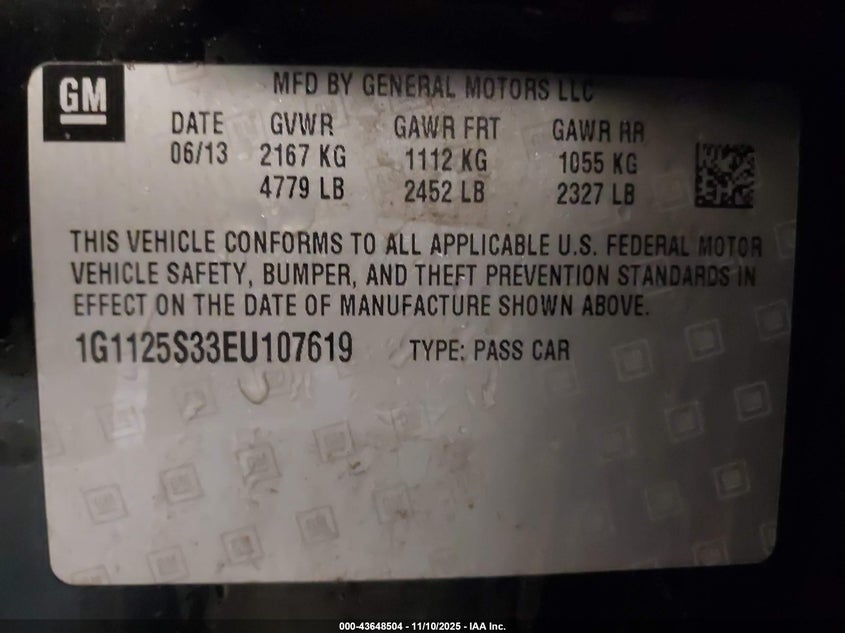 GM
MFD BY GENERAL MOTORS LLC
DATE GVWR GAWR FRT GAWR RR
06/13 2167 KG 1112 KG 1055 KG
4779 LB 2452 LB 2327 LB
THIS VEHICLE CONFORMS TO ALL APPLICABLE U.S. FEDERAL MOTOR
VEHICLE SAFETY, BUMPER, AND THEFT PREVENTION STANDARDS IN
EFFECT ON THE DATE OF MANUFACTURE SHOWN ABOVE.
1G1125S33EU107619 TYPE: PASS CAR
000-43648504 - 11/10/2025 - IAA Inc.